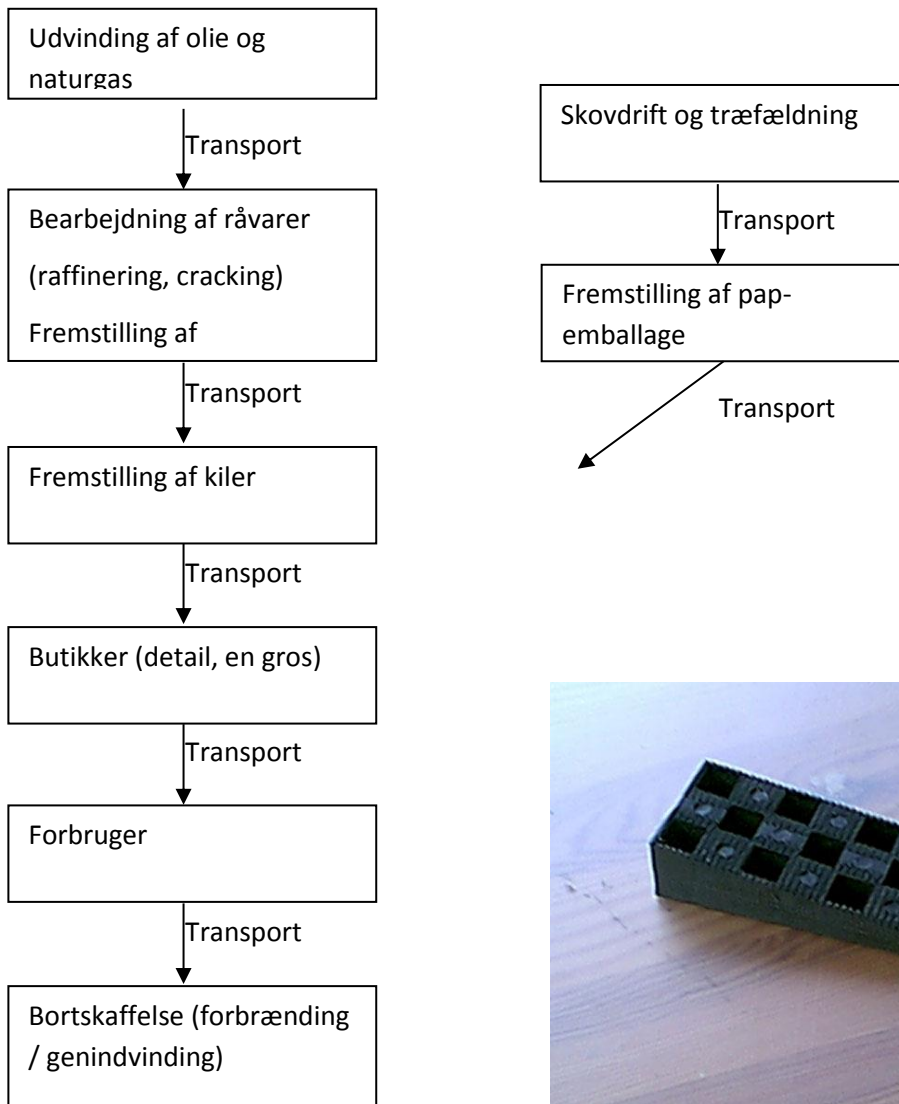 Udvinding af olie og
naturgas
Transport
Bearbejdning af råvarer
(raffinering, cracking)
Fremstilling af
Transport
Fremstilling af kiler
Transport
Butikker (detail, en gros)
Transport
Forbruger
Transport
Bortskaffelse (forbrænding
/ genindvinding)
Skovdrift og træfældning
Transport
Fremstilling af pap-
emballage
Transport